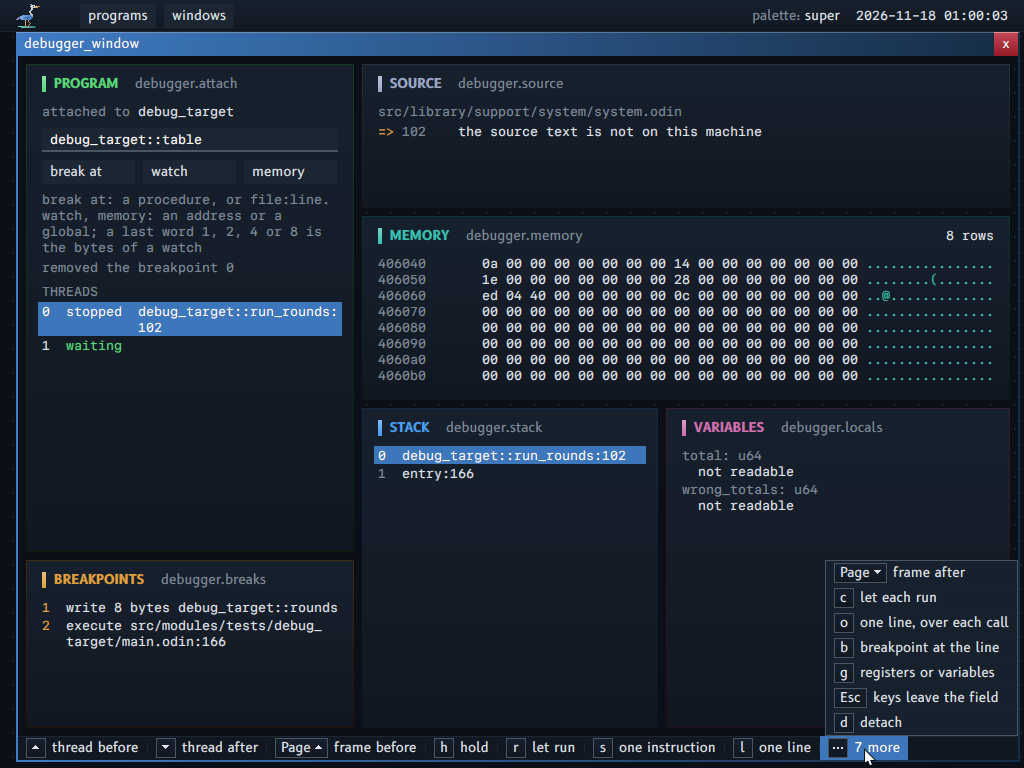 programs windows palette: super 2026-11-18 01:00:03
debugger_window x
PROGRAM debugger.attach
attached to debug_target
debug_target::table
break at watch memory
break at: a procedure, or file:line.
watch, memory: an address or a
global; a last word 1, 2, 4 or 8 is
the bytes of a watch
removed the breakpoint 0
THREADS
0 stopped debug_target::run_rounds:
102
1 waiting
BREAKPOINTS debugger.breaks
1 write 8 bytes debug_target::rounds
2 execute src/modules/tests/debug_
target/main.odin:166
SOURCE debugger.source
src/library/support/system/system.odin
=> 102 the source text is not on this machine
MEMORY debugger.memory 8 rows
406040 0a 00 00 00 00 00 00 00 14 00 00 00 00 00 00 00 ................
406050 1e 00 00 00 00 00 00 00 28 00 00 00 00 00 00 00 ........(.......
406060 ed 04 40 00 00 00 00 00 0c 00 00 00 00 00 00 00 ..@.............
406070 00 00 00 00 00 00 00 00 00 00 00 00 00 00 00 00 ................
406080 00 00 00 00 00 00 00 00 00 00 00 00 00 00 00 00 ................
406090 00 00 00 00 00 00 00 00 00 00 00 00 00 00 00 00 ................
4060a0 00 00 00 00 00 00 00 00 00 00 00 00 00 00 00 00 ................
4060b0 00 00 00 00 00 00 00 00 00 00 00 00 00 00 00 00 ................
STACK debugger.stack
0 debug_target::run_rounds:102
1 entry:166
VARIABLES debugger.locals
total: u64
not readable
wrong_totals: u64
not readable
Page frame after
c let each run
o one line, over each call
b breakpoint at the line
g registers or variables
Esc keys leave the field
d detach
thread before thread after Page frame before h hold r let run s one instruction l one line ... 7 more